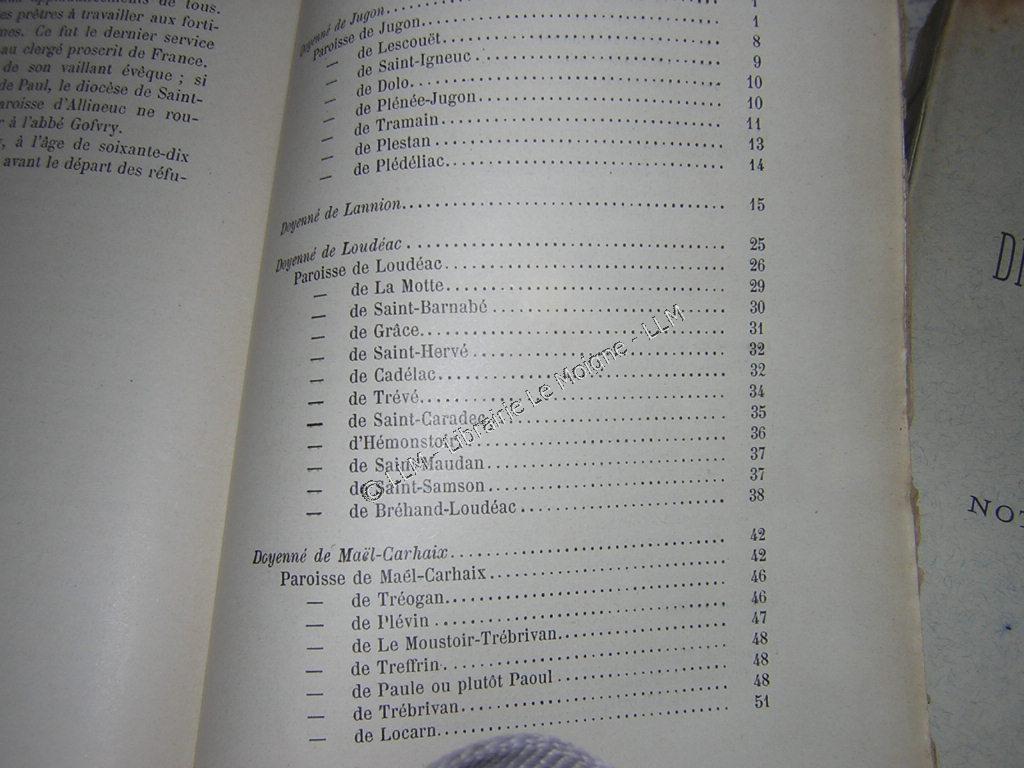 de tous.
les prêtres à travailler aux forti-
mes. Ce fut le dernier service
au clergé proscrit de France.
de son vaillant évêque ; si
de Paul, le diocèse de Saint-
aroisse d'Allineuc ne rou-
r à l'abbé Gofvry.
, à l'âge de soixante-dix
avant le départ des réfu-
Doyenné de Jugon 1
Paroisse de Jugon 1
— de Lescouët 8
— de Saint-Igneuc 9
— de Dolo 10
— de Plénée-Jugon 10
— de Tramain 11
— de Plestan 13
— de Plédéliac 14
Doyenné de Lannion 15
Doyenné de Loudéac 25
Paroisse de Loudéac 26
— de La Motte 29
— de Saint-Barnabé 30
— de Grâce 31
— de Saint-Hervé 32
— de Cadélac 32
— de Trévé 34
— de Saint-Caradec 35
— d'Hémonstoir 36
— de Saint-Maudan 37
— de Saint-Samson 37
— de Bréhand-Loudéac 38
Doyenné de Maël-Carhaix 42
Paroisse de Maël-Carhaix 42
— de Tréogan 46
— de Plévin 46
— de Le Moustoir-Trébrivan 47
— de Treffrin 48
— de Paule ou plutôt Paoul 48
— de Trébrivan 48
— de Locarn 51
© LLM - Librairie Le Moigne - LLM
DI
NOT